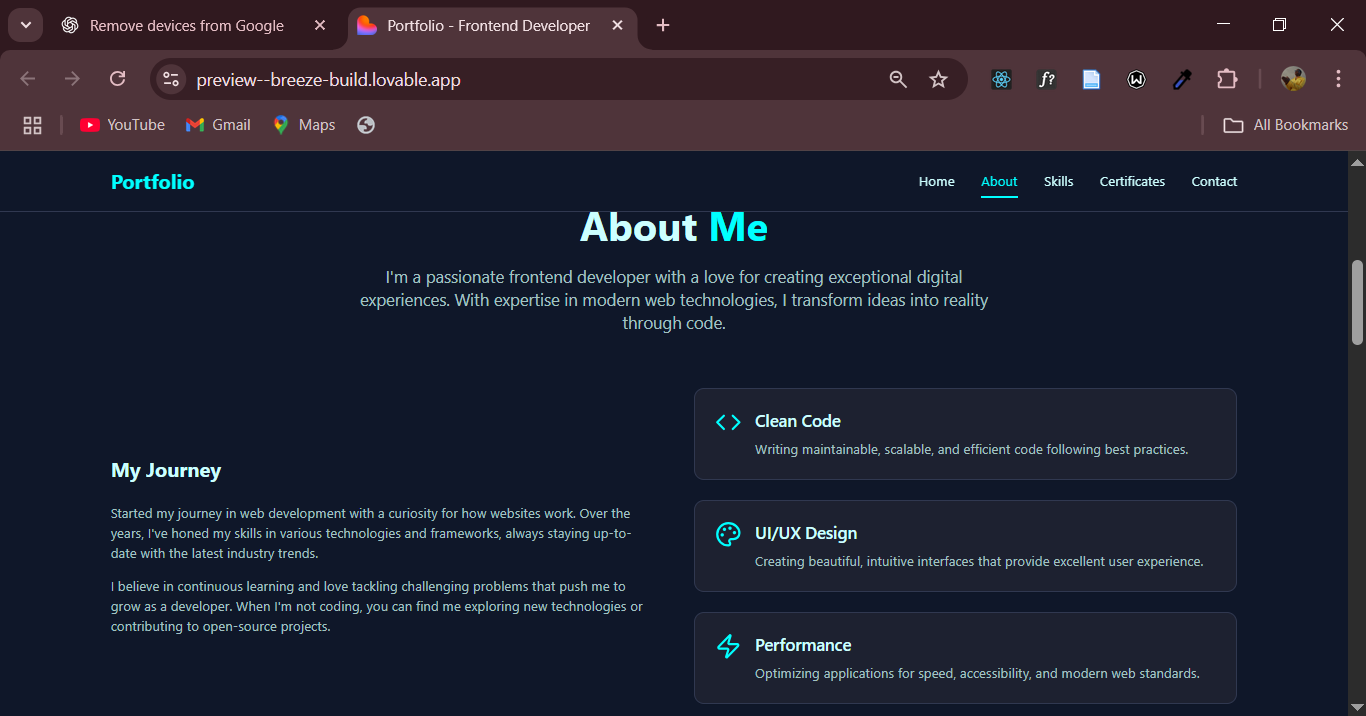 Remove devices from Google
Portfolio - Frontend Developer
preview--breeze-build.lovable.app
f?
W
YouTube
Gmail
Maps
All Bookmarks
Portfolio
Home
About
Skills
Certificates
Contact
About Me
I'm a passionate frontend developer with a love for creating exceptional digital
experiences. With expertise in modern web technologies, I transform ideas into reality
through code.
My Journey
Started my journey in web development with a curiosity for how websites work. Over the
years, I've honed my skills in various technologies and frameworks, always staying up-to-
date with the latest industry trends.
I believe in continuous learning and love tackling challenging problems that push me to
grow as a developer. When I'm not coding, you can find me exploring new technologies or
contributing to open-source projects.
Clean Code
Writing maintainable, scalable, and efficient code following best practices.
UI/UX Design
Creating beautiful, intuitive interfaces that provide excellent user experience.
Performance
Optimizing applications for speed, accessibility, and modern web standards.